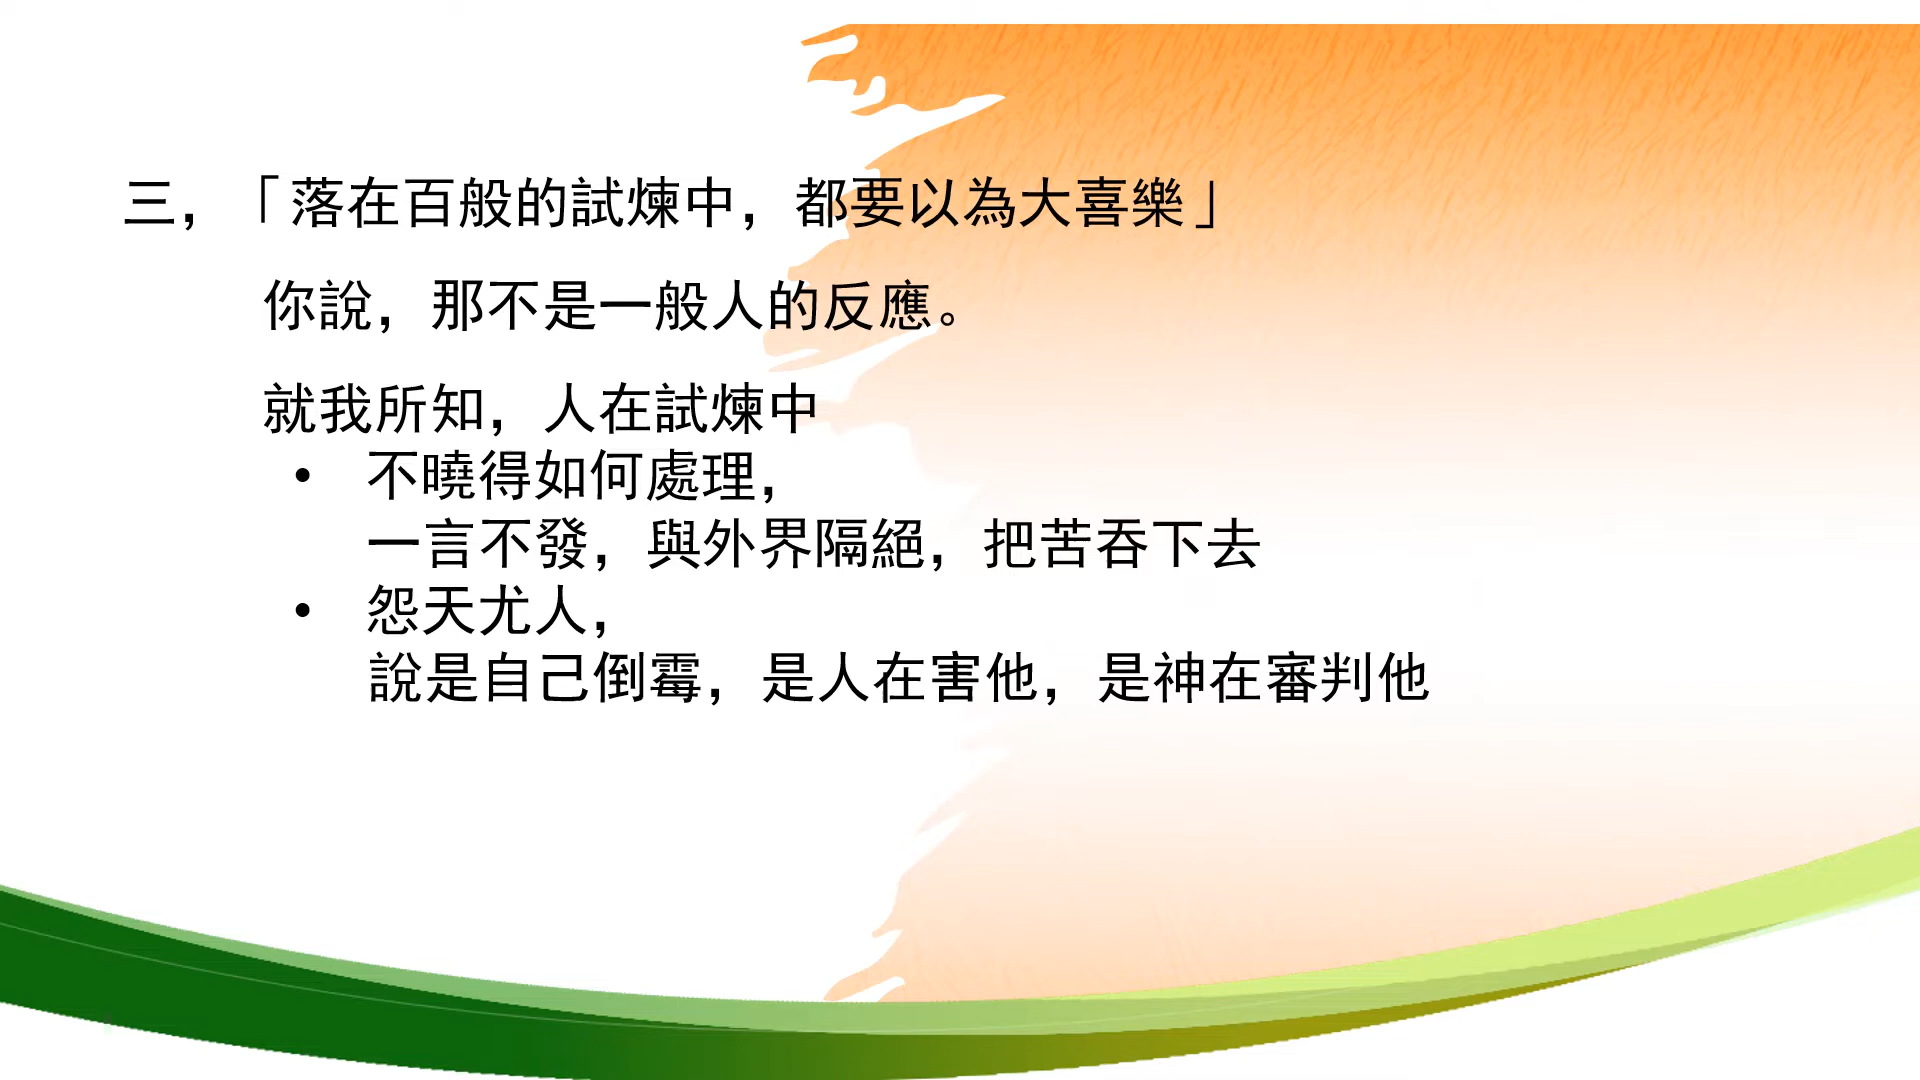 三，「落在百般的試煉中，都要以為大喜樂」
你說，那不是一般人的反應。
就我所知，人在試煉中
• 不曉得如何處理，
一言不發，與外界隔絕，把苦吞下去
• 怨天尤人，
說是自己倒霉，是人在害他，是神在審判他